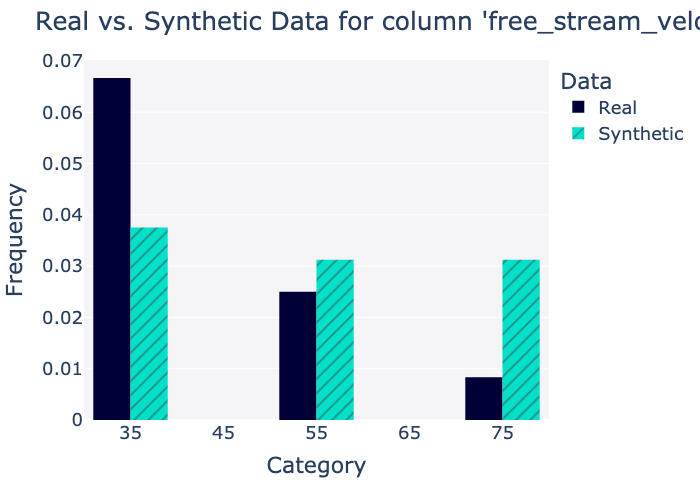 Real vs. Synthetic Data for column 'free_stream_velo
0.07
0.06
0.05
0.04
0.03
0.02
0.01
0
Frequency
35 45 55 65 75
Category
Data
Real
Synthetic